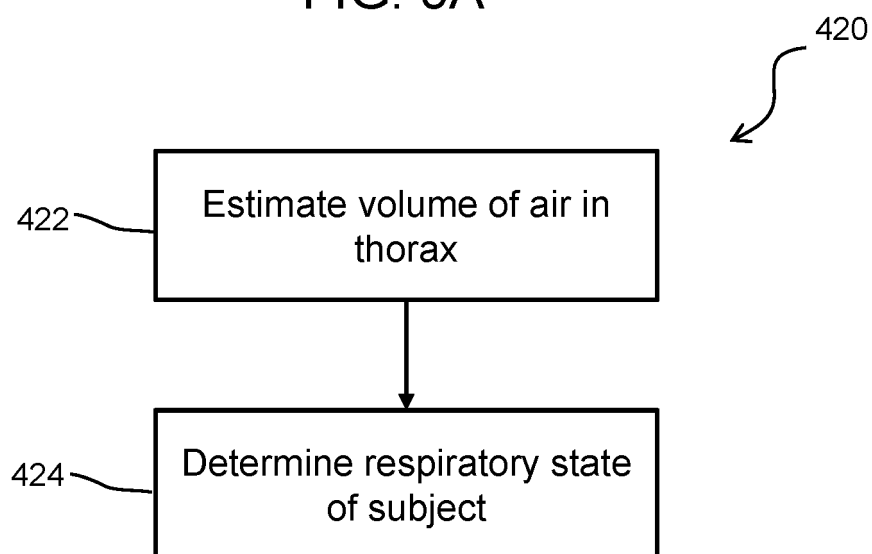 420
422
Estimate volume of air in
thorax
424
Determine respiratory state
of subject